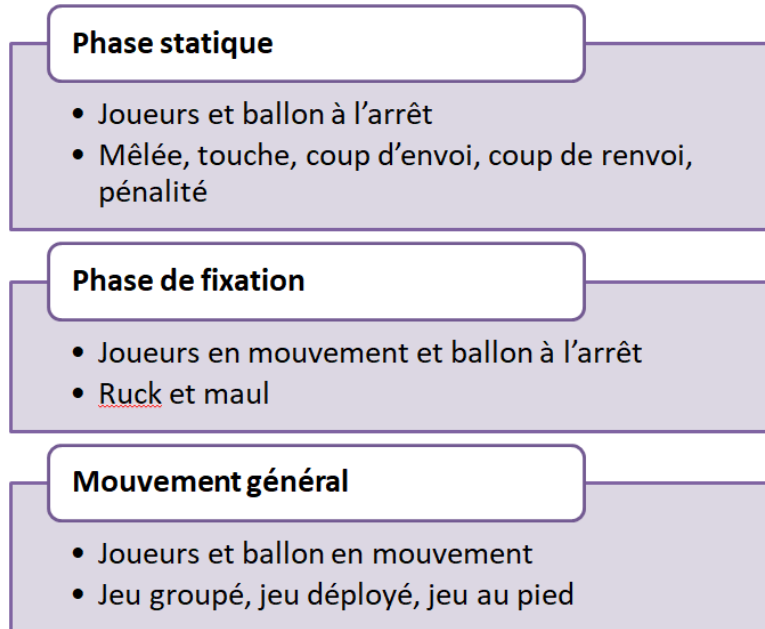 Phase statique
• Joueurs et ballon à l’arrêt
• Mêlée, touche, coup d’envoi, coup de renvoi,
pénalité
Phase de fixation
• Joueurs en mouvement et ballon à l’arrêt
• Ruck et maul
Mouvement général
• Joueurs et ballon en mouvement
• Jeu groupé, jeu déployé, jeu au pied